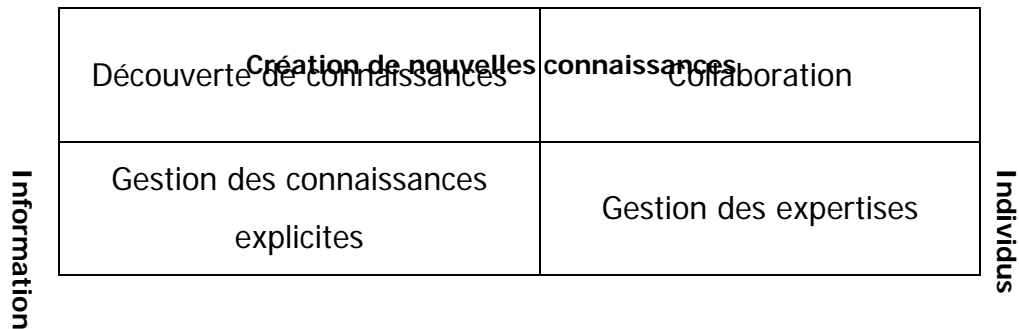 Création de nouvelles connaissances
Découverte de connaissances
Collaboration
Information
Gestion des connaissances
explicites
Gestion des expertises
Individus